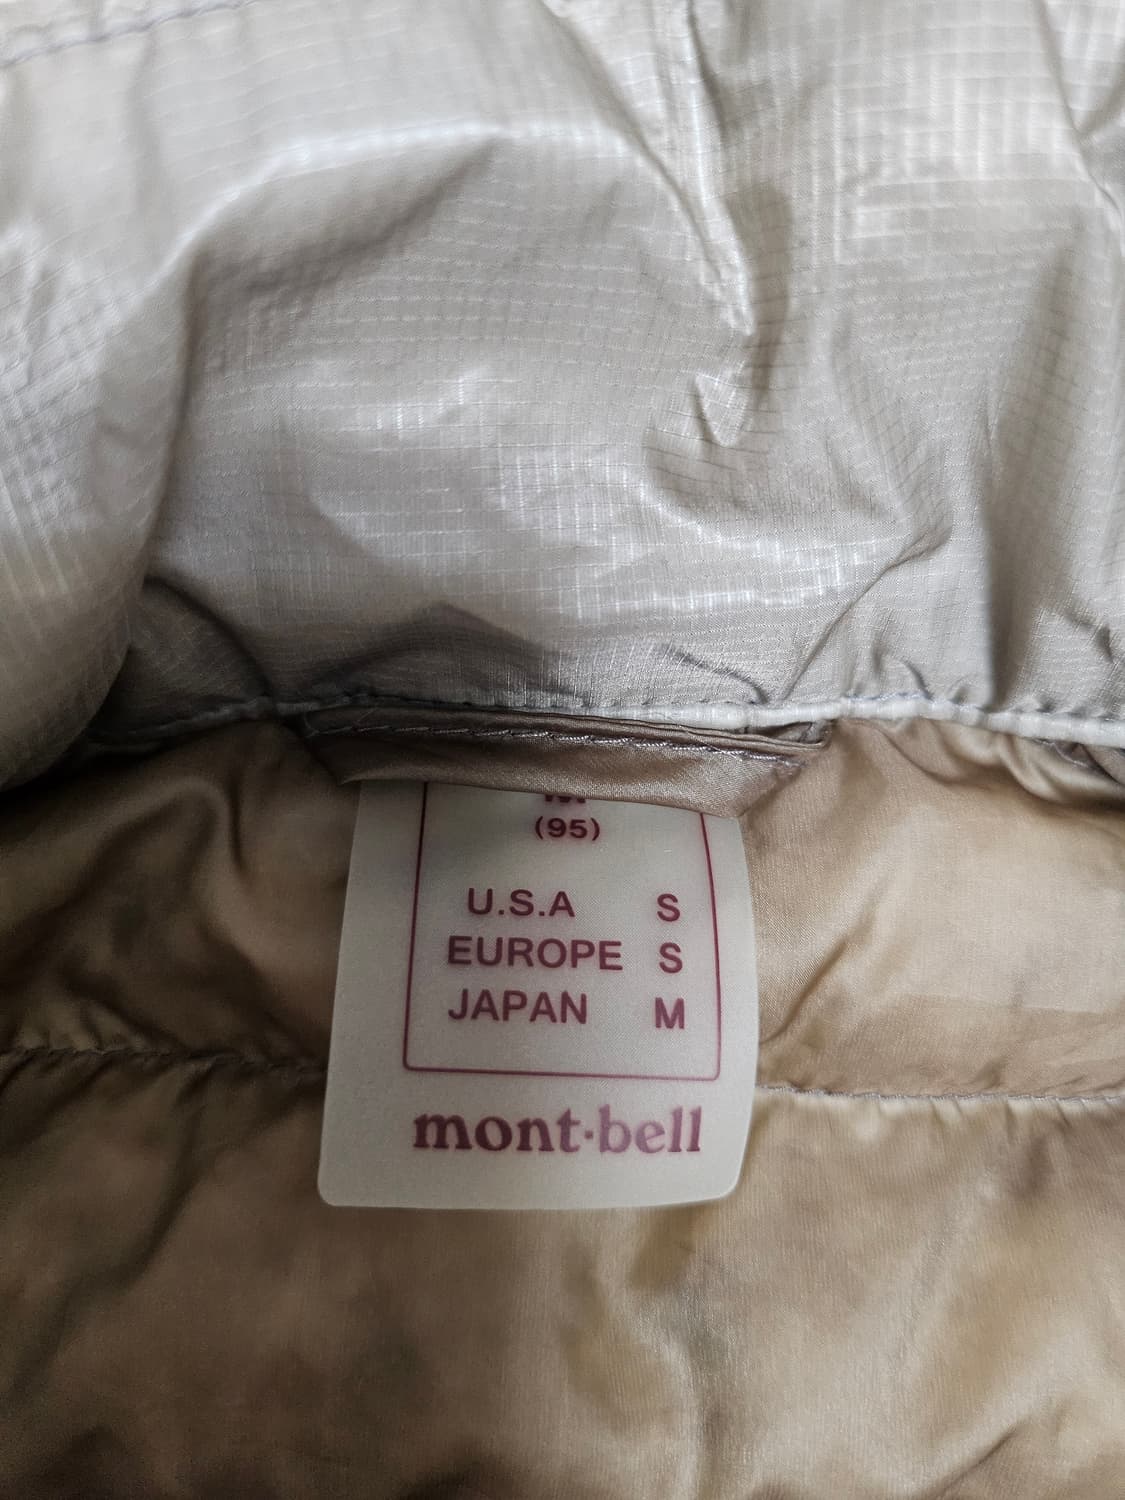 (95)
U.S.A S
EUROPE S
JAPAN M
mont·bell